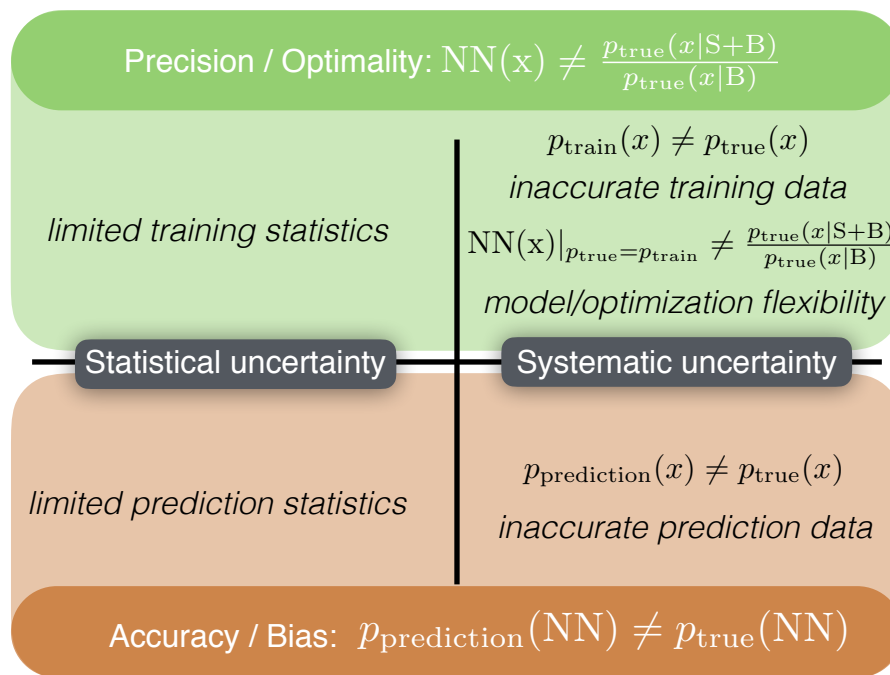 Precision / Optimality: NN(x) ≠ p_true(x|S+B) / p_true(x|B)
p_train(x) ≠ p_true(x)
inaccurate training data
limited training statistics
NN(x)|_{p_true=p_train} ≠ p_true(x|S+B) / p_true(x|B)
model/optimization flexibility
Statistical uncertainty
Systematic uncertainty
p_prediction(x) ≠ p_true(x)
limited prediction statistics
inaccurate prediction data
Accuracy / Bias: p_prediction(NN) ≠ p_true(NN)